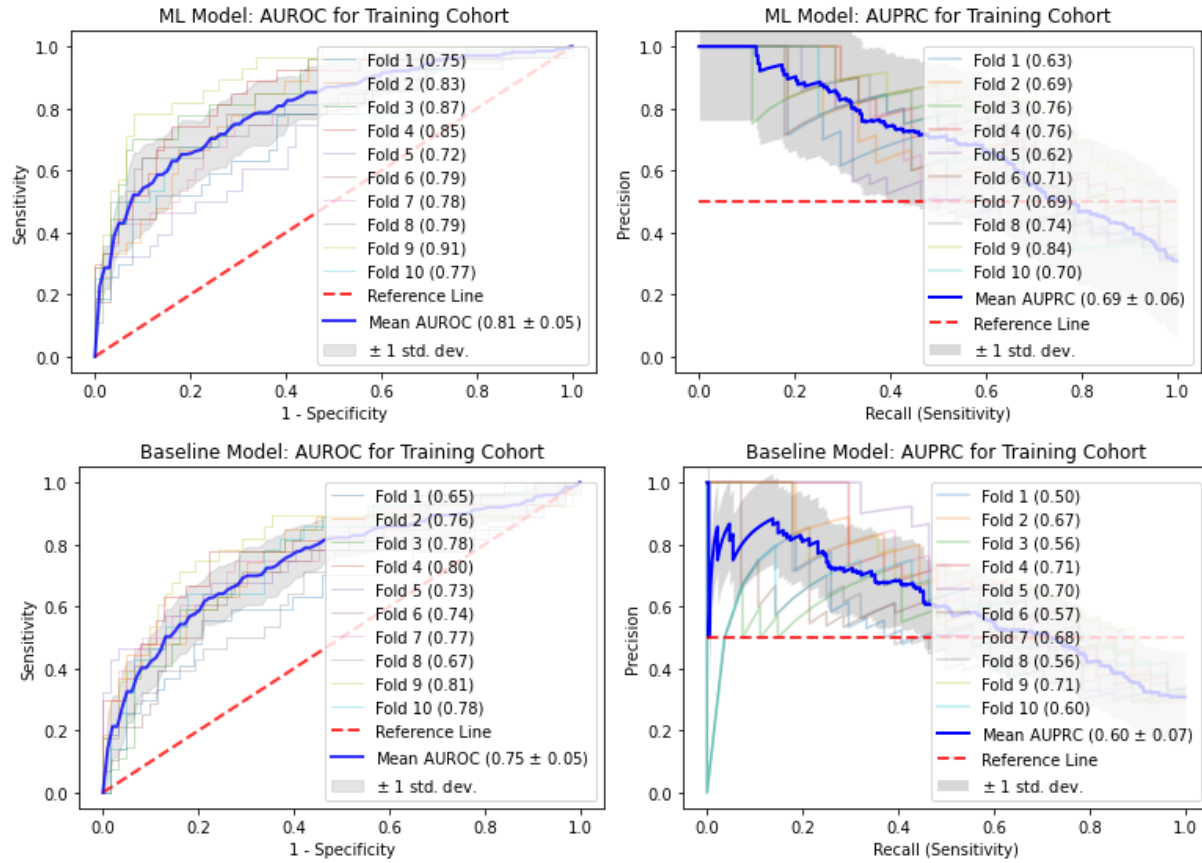 ML Model: AUROC for Training Cohort
1.0
0.8
0.6
0.4
0.2
0.0
Sensitivity
Fold 1 (0.75)
Fold 2 (0.83)
Fold 3 (0.87)
Fold 4 (0.85)
Fold 5 (0.72)
Fold 6 (0.79)
Fold 7 (0.78)
Fold 8 (0.79)
Fold 9 (0.91)
Fold 10 (0.77)
Reference Line
Mean AUROC (0.81 ± 0.05)
± 1 std. dev.
0.0 0.2 0.4 0.6 0.8 1.0
1 - Specificity
ML Model: AUPRC for Training Cohort
1.0
0.8
0.6
0.4
0.2
0.0
Precision
Fold 1 (0.63)
Fold 2 (0.69)
Fold 3 (0.76)
Fold 4 (0.76)
Fold 5 (0.62)
Fold 6 (0.71)
Fold 7 (0.69)
Fold 8 (0.74)
Fold 9 (0.84)
Fold 10 (0.70)
Mean AUPRC (0.69 ± 0.06)
Reference Line
± 1 std. dev.
0.0 0.2 0.4 0.6 0.8 1.0
Recall (Sensitivity)
Baseline Model: AUROC for Training Cohort
1.0
0.8
0.6
0.4
0.2
0.0
Sensitivity
Fold 1 (0.65)
Fold 2 (0.76)
Fold 3 (0.78)
Fold 4 (0.80)
Fold 5 (0.73)
Fold 6 (0.74)
Fold 7 (0.77)
Fold 8 (0.67)
Fold 9 (0.81)
Fold 10 (0.78)
Reference Line
Mean AUROC (0.75 ± 0.05)
± 1 std. dev.
0.0 0.2 0.4 0.6 0.8 1.0
1 - Specificity
Baseline Model: AUPRC for Training Cohort
1.0
0.8
0.6
0.4
0.2
0.0
Precision
Fold 1 (0.50)
Fold 2 (0.67)
Fold 3 (0.56)
Fold 4 (0.71)
Fold 5 (0.70)
Fold 6 (0.57)
Fold 7 (0.68)
Fold 8 (0.56)
Fold 9 (0.71)
Fold 10 (0.60)
Mean AUPRC (0.60 ± 0.07)
Reference Line
± 1 std. dev.
0.0 0.2 0.4 0.6 0.8 1.0
Recall (Sensitivity)